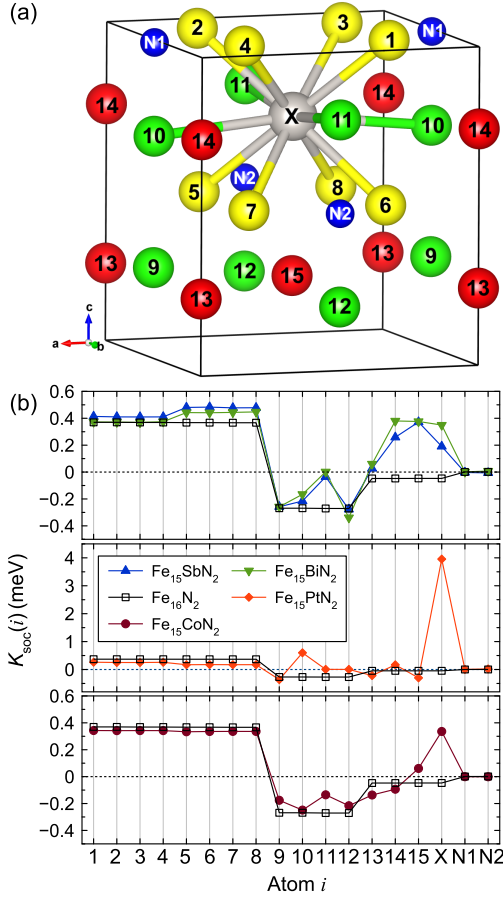 (a)
N1
2
3
N1
4
1
11
14
14
X
11
10
14
10
14
N2
5
8
6
7
N2
13
9
12
15
13
9
13
12
13
c
a
b
(b)
0.6
0.4
0.2
0
−0.2
−0.4
4
3
2
1
0
Fe15SbN2
Fe15BiN2
Fe16N2
Fe15PtN2
Fe15CoN2
Ksoc(i) (meV)
0.6
0.4
0.2
0
−0.2
−0.4
1 2 3 4 5 6 7 8 9 10 11 12 13 14 15 X N1 N2
Atom i